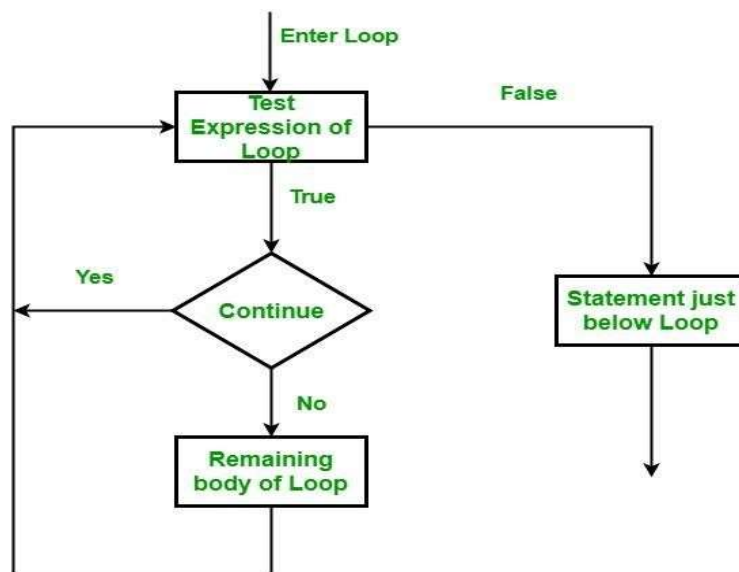 Enter Loop
Test
Expression of
Loop
False
True
Yes
Continue
Statement just
below Loop
No
Remaining
body of Loop